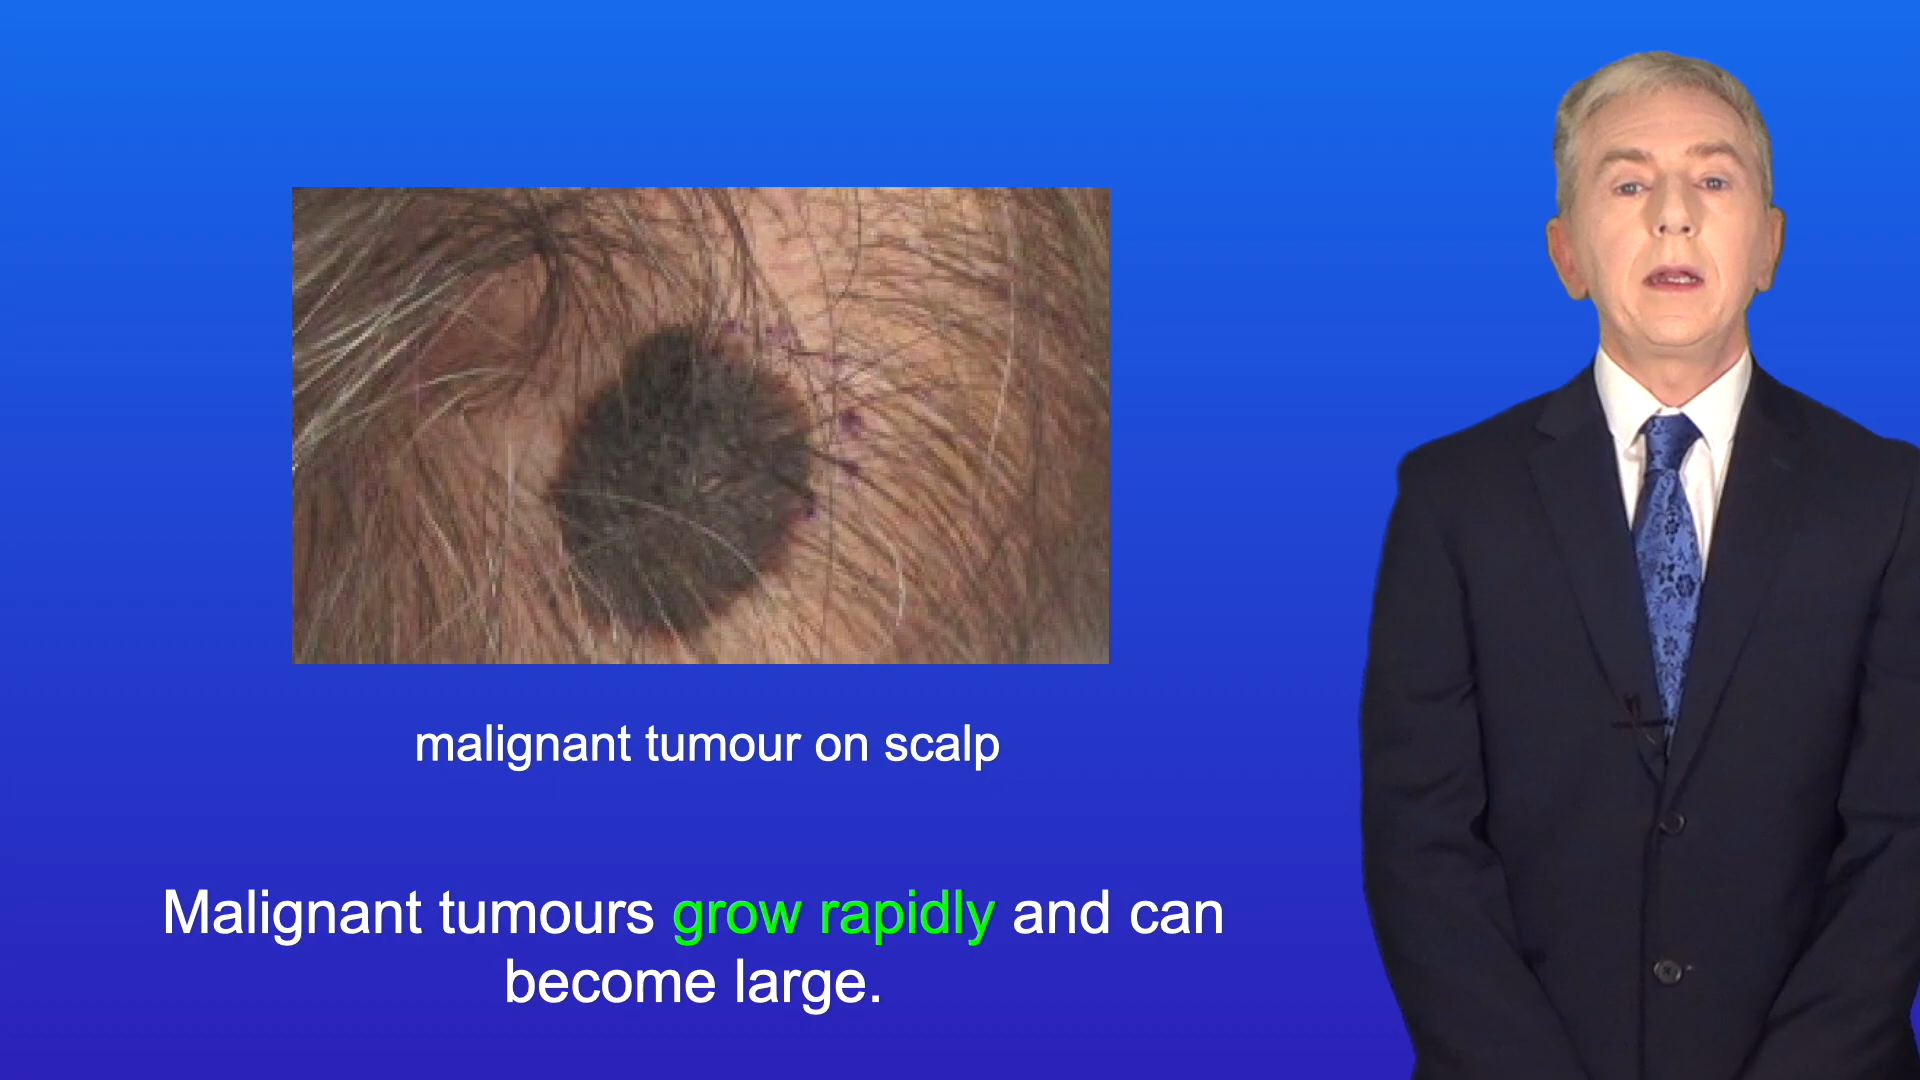 malignant tumour on scalp
Malignant tumours grow rapidly and can
become large.